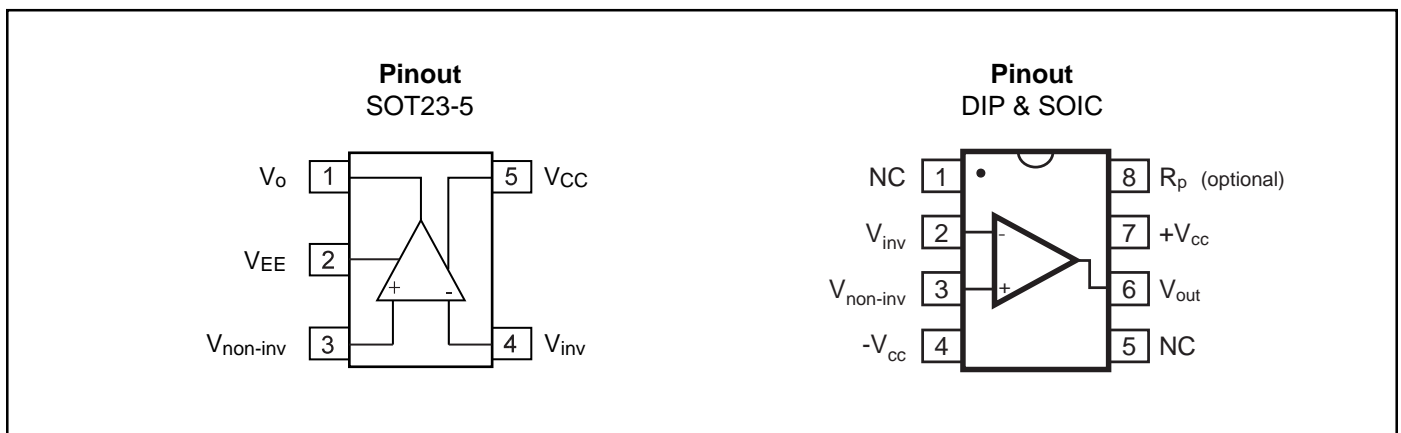 Pinout
SOT23-5
Vo 1
5 VCC
VEE 2
Vnon-inv 3
4 Vinv
+ -
Pinout
DIP & SOIC
NC 1
8 Rp (optional)
Vinv 2
-
7 +Vcc
Vnon-inv 3
+
6 Vout
-Vcc 4
5 NC